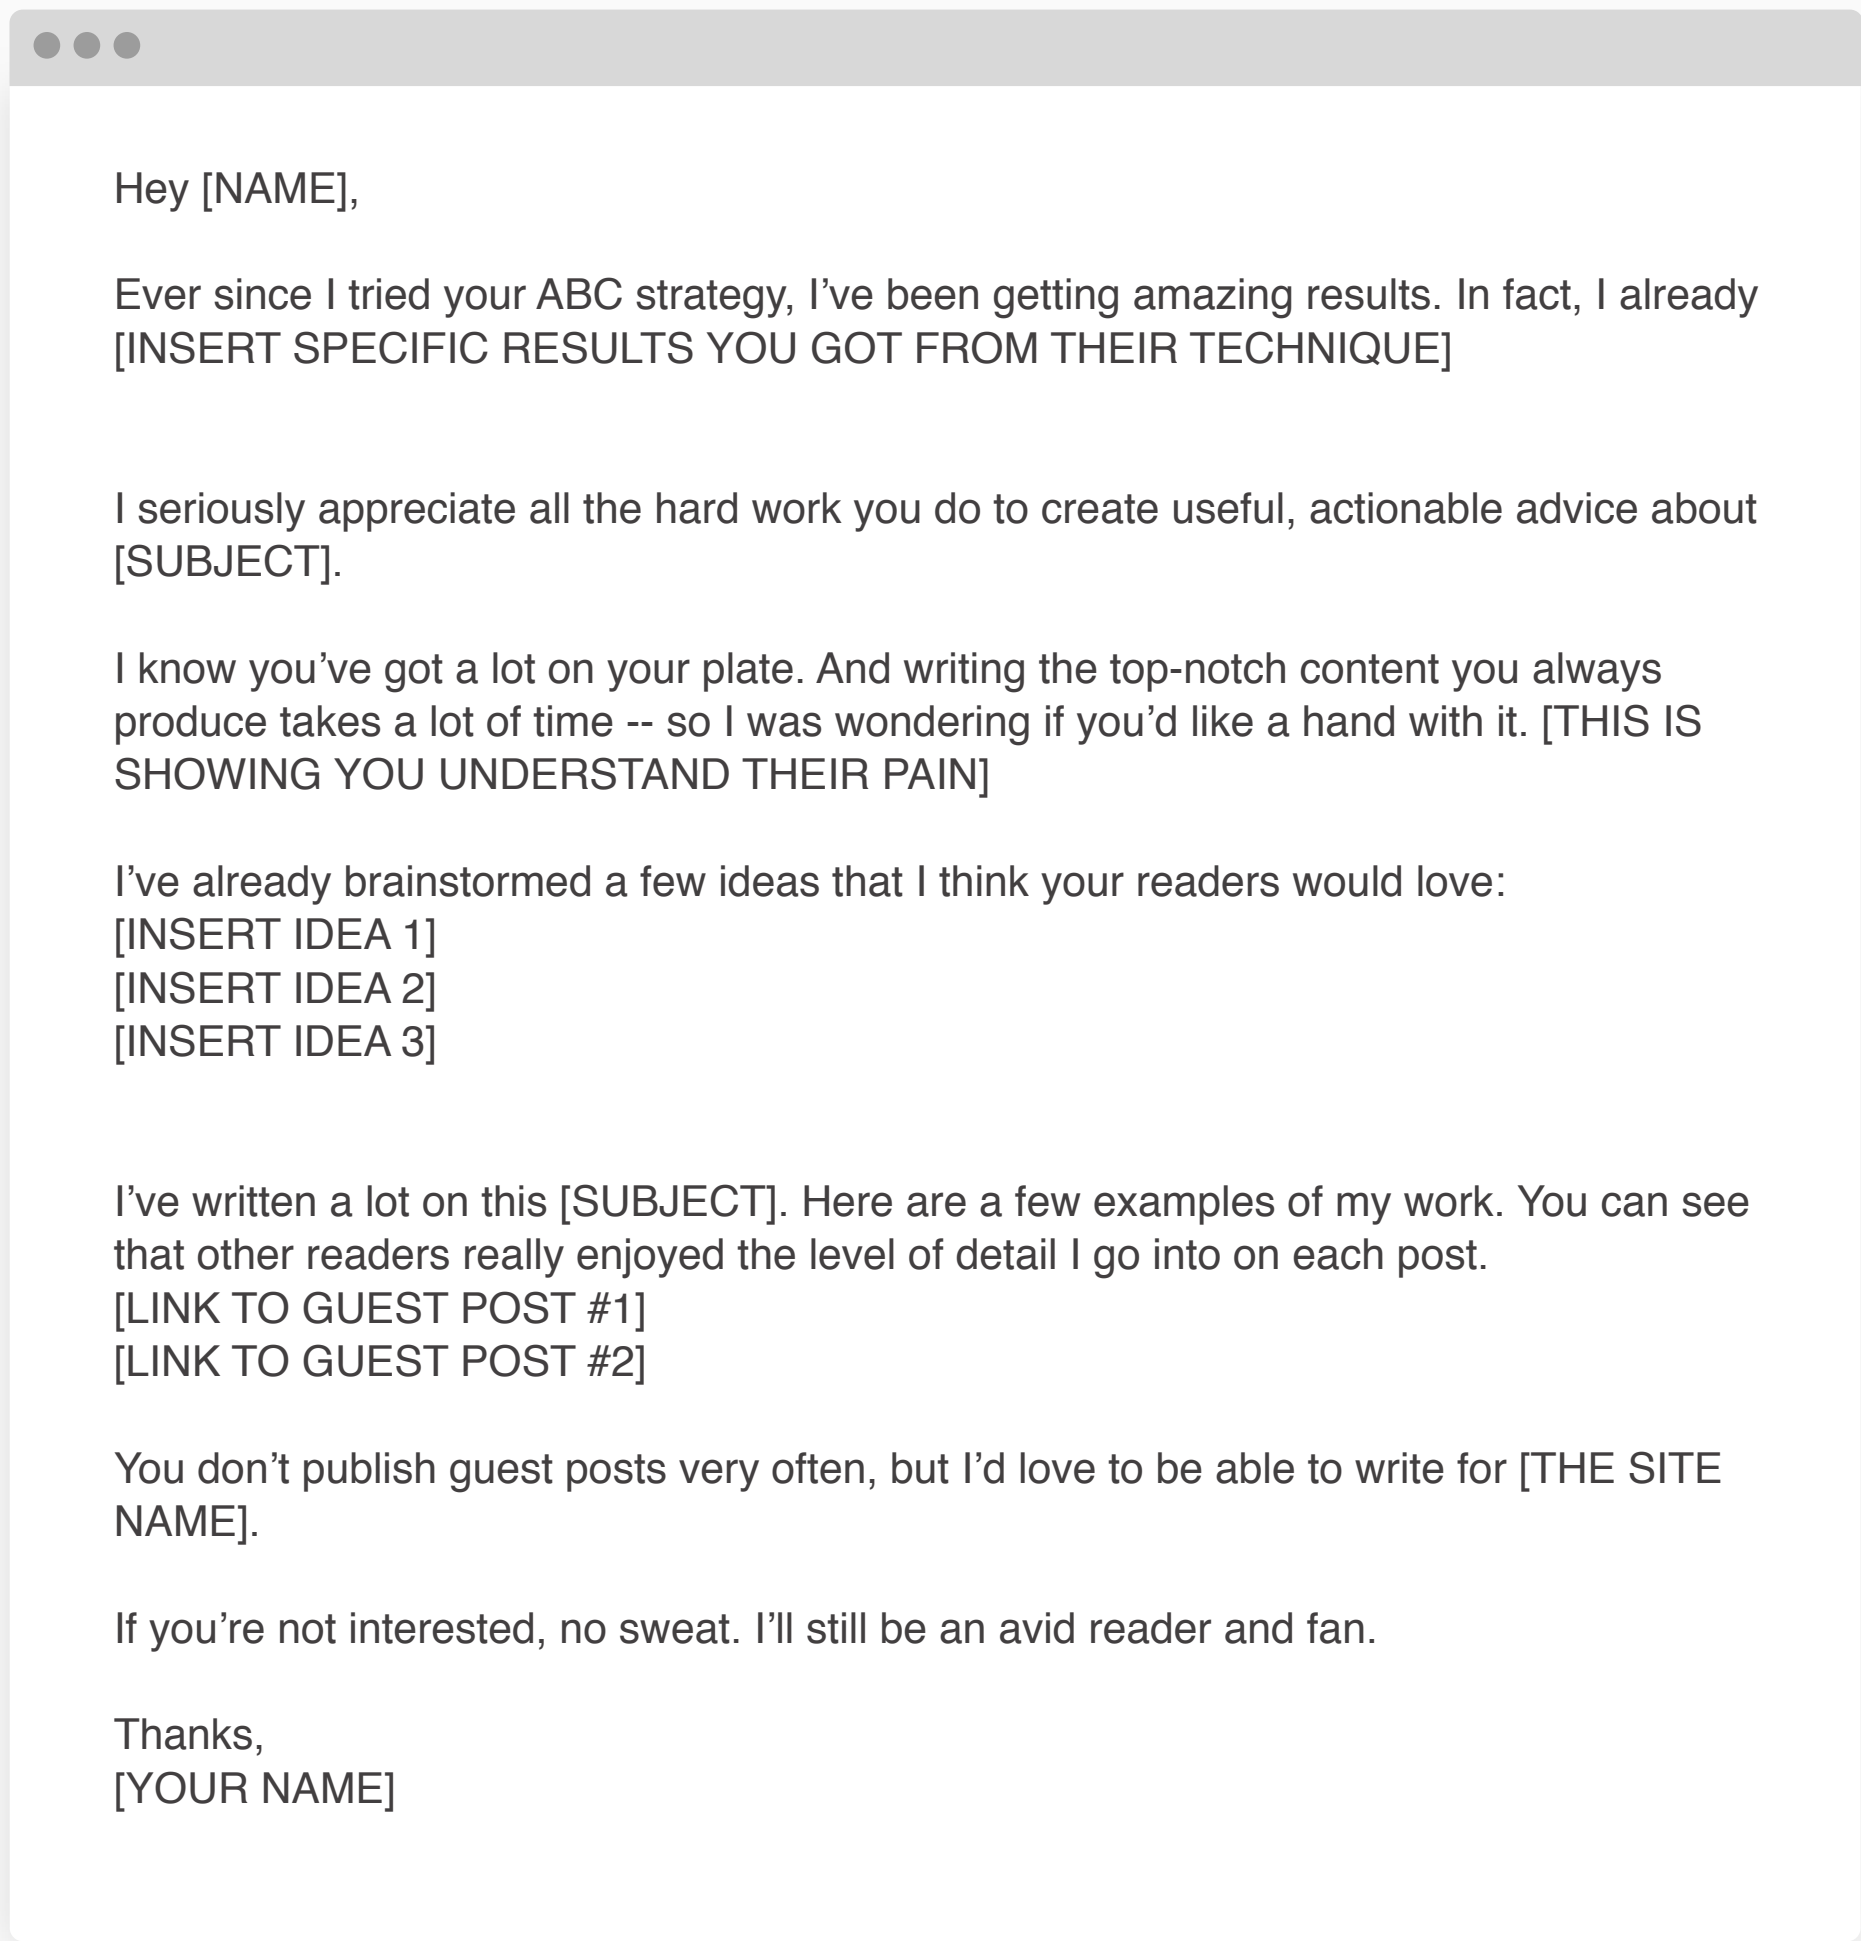 Hey [NAME],
Ever since I tried your ABC strategy, I’ve been getting amazing results. In fact, I already
[INSERT SPECIFIC RESULTS YOU GOT FROM THEIR TECHNIQUE]
I seriously appreciate all the hard work you do to create useful, actionable advice about
[SUBJECT].
I know you’ve got a lot on your plate. And writing the top-notch content you always
produce takes a lot of time -- so I was wondering if you’d like a hand with it. [THIS IS
SHOWING YOU UNDERSTAND THEIR PAIN]
I’ve already brainstormed a few ideas that I think your readers would love:
[INSERT IDEA 1]
[INSERT IDEA 2]
[INSERT IDEA 3]
I’ve written a lot on this [SUBJECT]. Here are a few examples of my work. You can see
that other readers really enjoyed the level of detail I go into on each post.
[LINK TO GUEST POST #1]
[LINK TO GUEST POST #2]
You don’t publish guest posts very often, but I’d love to be able to write for [THE SITE
NAME].
If you’re not interested, no sweat. I’ll still be an avid reader and fan.
Thanks,
[YOUR NAME]